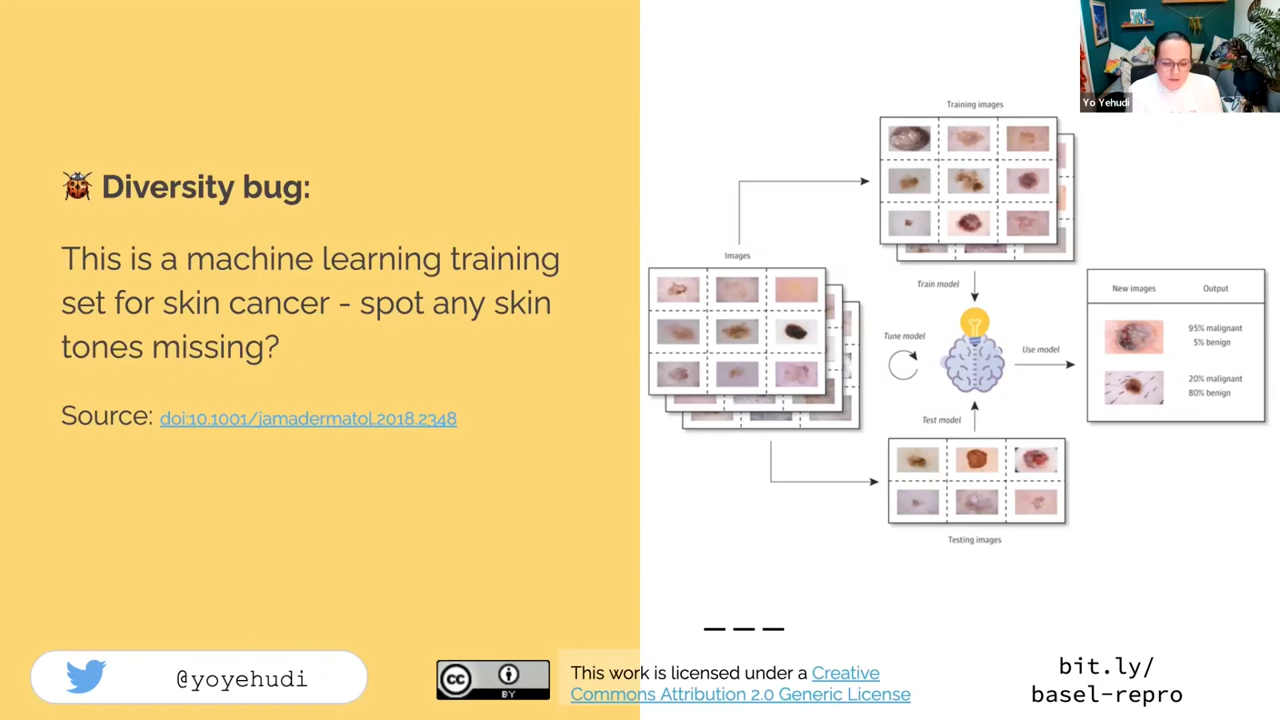 Yo Yehudi
🐞 Diversity bug:
This is a machine learning training
set for skin cancer - spot any skin
tones missing?
Source: doi:10.1001/jamadermatol.2018.2348
Training images
Images
Train model
Tune model
Use model
Test model
New images Output
95% malignant
5% benign
20% malignant
80% benign
Testing images
@yoyehudi
cc BY
This work is licensed under a Creative
Commons Attribution 2.0 Generic License
bit.ly/
basel-repro